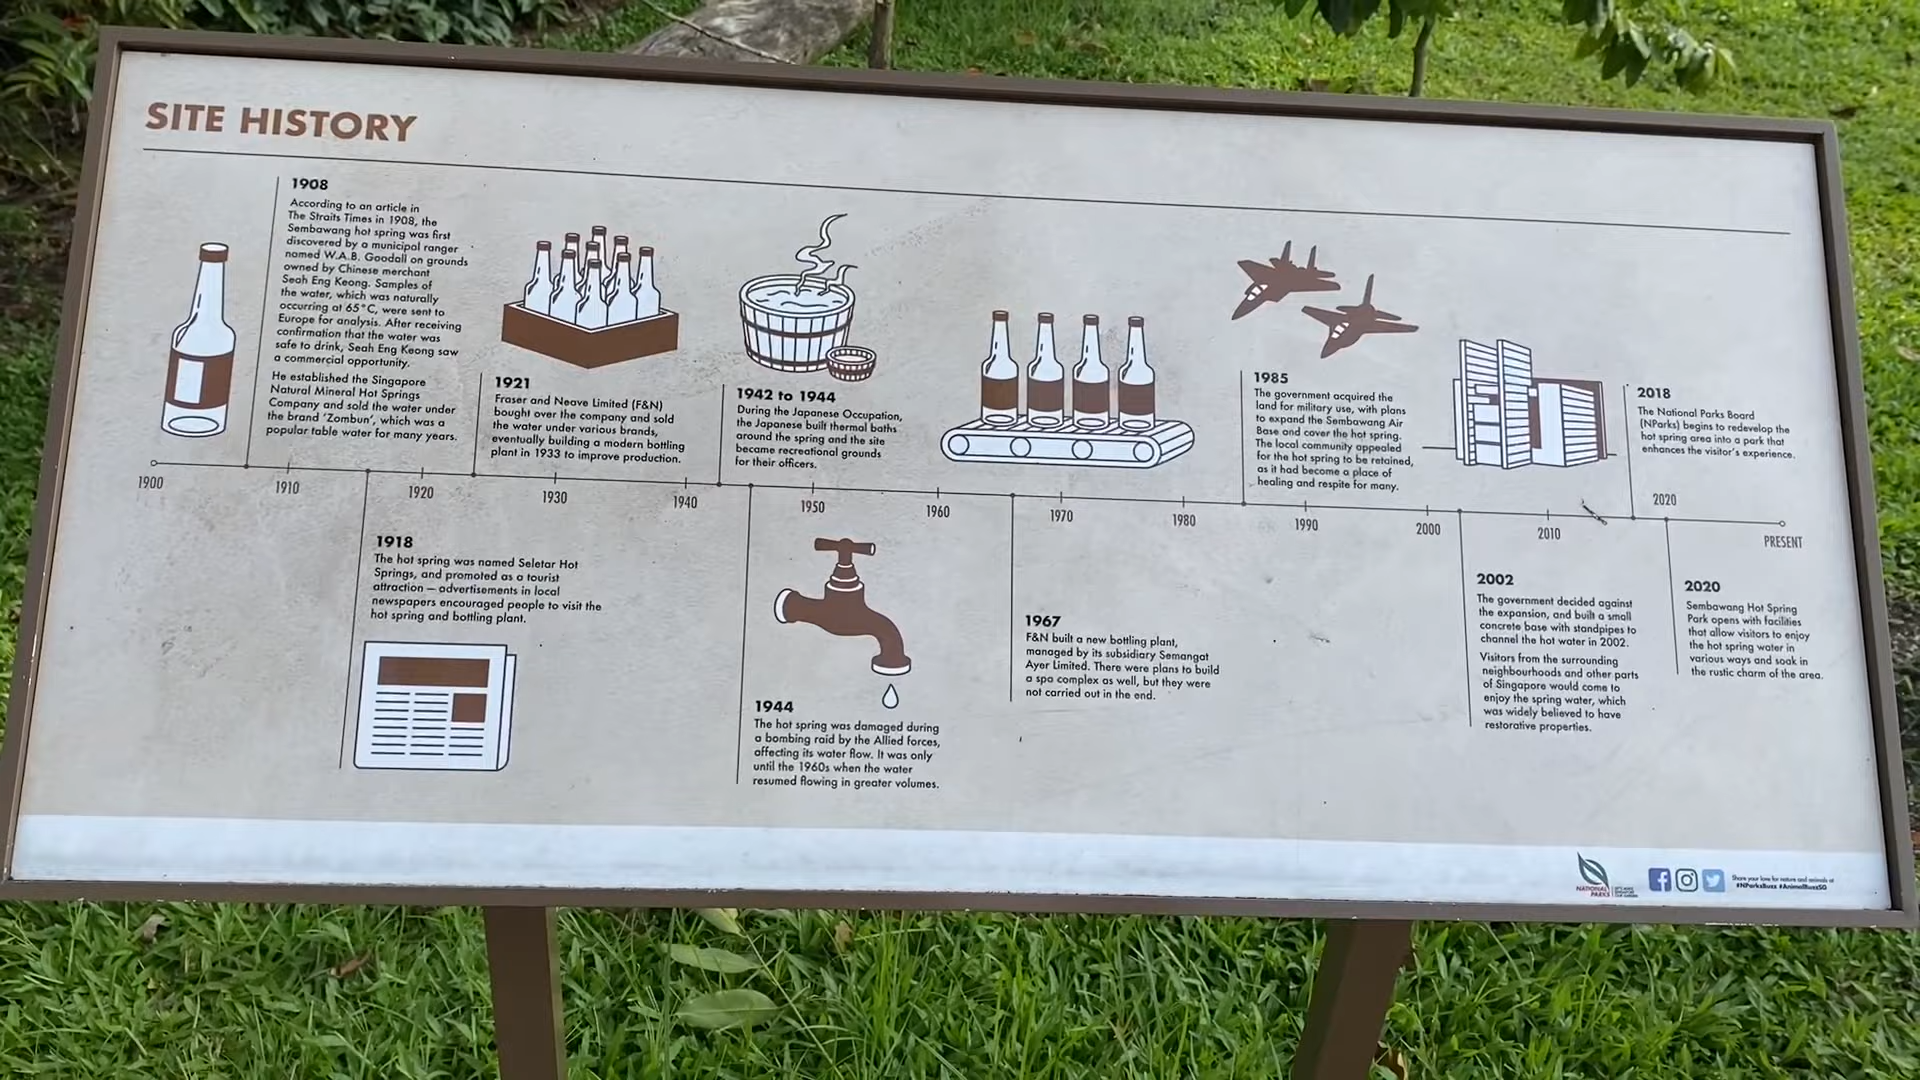 SITE HISTORY
1908
According to an article in
The Straits Times in 1908, the
Sembawang hot spring was first
discovered by a municipal ranger
named W.A.B. Goodall on grounds
owned by Chinese merchant
Seah Eng Keong. Samples of
the water, which was naturally
occurring at 65°C, were sent to
Europe for analysis. After receiving
confirmation that the water was
safe to drink, Seah Eng Keong saw
a commercial opportunity.
He established the Singapore
Natural Mineral Hot Springs
Company and sold the water under
the brand ‘Zombun’, which was a
popular table water for many years.
1921
Fraser and Neave Limited (F&N)
bought over the company and sold
the water under various brands,
eventually building a modern bottling
plant in 1933 to improve production.
1942 to 1944
During the Japanese Occupation,
the Japanese built thermal baths
around the spring and the site
became recreational grounds
for their officers.
1985
The government acquired the
land for military use, with plans
to expand the Sembawang Air
Base and cover the hot spring.
The local community appealed
for the hot spring to be retained,
as it had become a place of
healing and respite for many.
2018
The National Parks Board
(NParks) begins to redevelop the
hot spring area into a park that
enhances the visitor's experience.
1900
1910
1920
1930
1940
1950
1960
1970
1980
1990
2000
2010
2020
PRESENT
1918
The hot spring was named Seletar Hot
Springs, and promoted as a tourist
attraction — advertisements in local
newspapers encouraged people to visit the
hot spring and bottling plant.
1944
The hot spring was damaged during
a bombing raid by the Allied forces,
affecting its water flow. It was only
until the 1960s when the water
resumed flowing in greater volumes.
1967
F&N built a new bottling plant,
managed by its subsidiary Semangat
Ayer Limited. There were plans to build
a spa complex as well, but they were
not carried out in the end.
2002
The government decided against
the expansion, and built a small
concrete base with standpipes to
channel the hot water in 2002.
Visitors from the surrounding
neighbourhoods and other parts
of Singapore would come to
enjoy the spring water, which
was widely believed to have
restorative properties.
2020
Sembawang Hot Spring
Park opens with facilities
that allow visitors to enjoy
the hot spring water in
various ways and soak in
the rustic charm of the area.
NATIONAL
PARKS
Share your love for nature and animals at
#NParksBuzz #AnimalBuzzSG